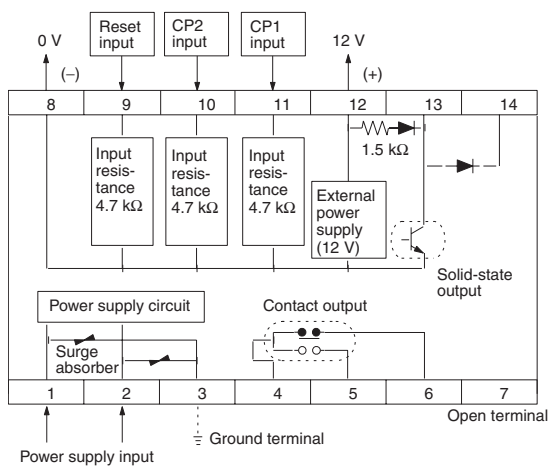 0 V
Reset
input
CP2
input
CP1
input
12 V
(–)
(+)
8 9 10 11 12 13 14
1.5 kΩ
Input
resis-
tance
4.7 kΩ
Input
resis-
tance
4.7 kΩ
Input
resis-
tance
4.7 kΩ
External
power
supply
(12 V)
Solid-state
output
Power supply circuit
Contact output
Surge
absorber
1 2 3 4 5 6 7
Open terminal
Ground terminal
Power supply input